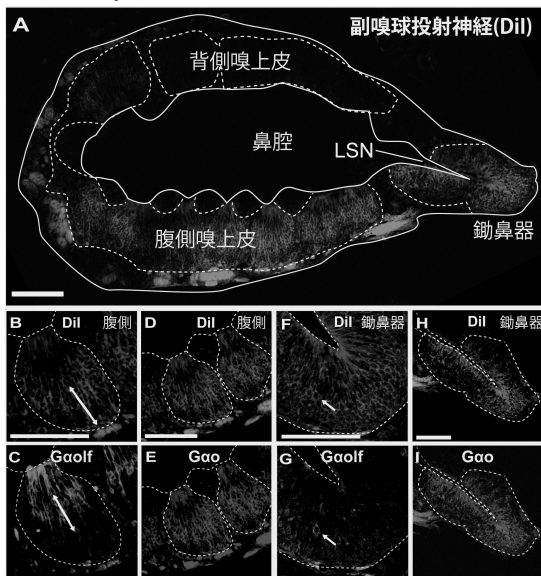 A
副嗅球投射神経(DiI)
背側嗅上皮
鼻腔
LSN
腹側嗅上皮
鋤鼻器
B DiI 腹側
D DiI 腹側
F DiI 鋤鼻器
H DiI 鋤鼻器
C Gαolf
E Gαo
G Gαolf
I Gαo